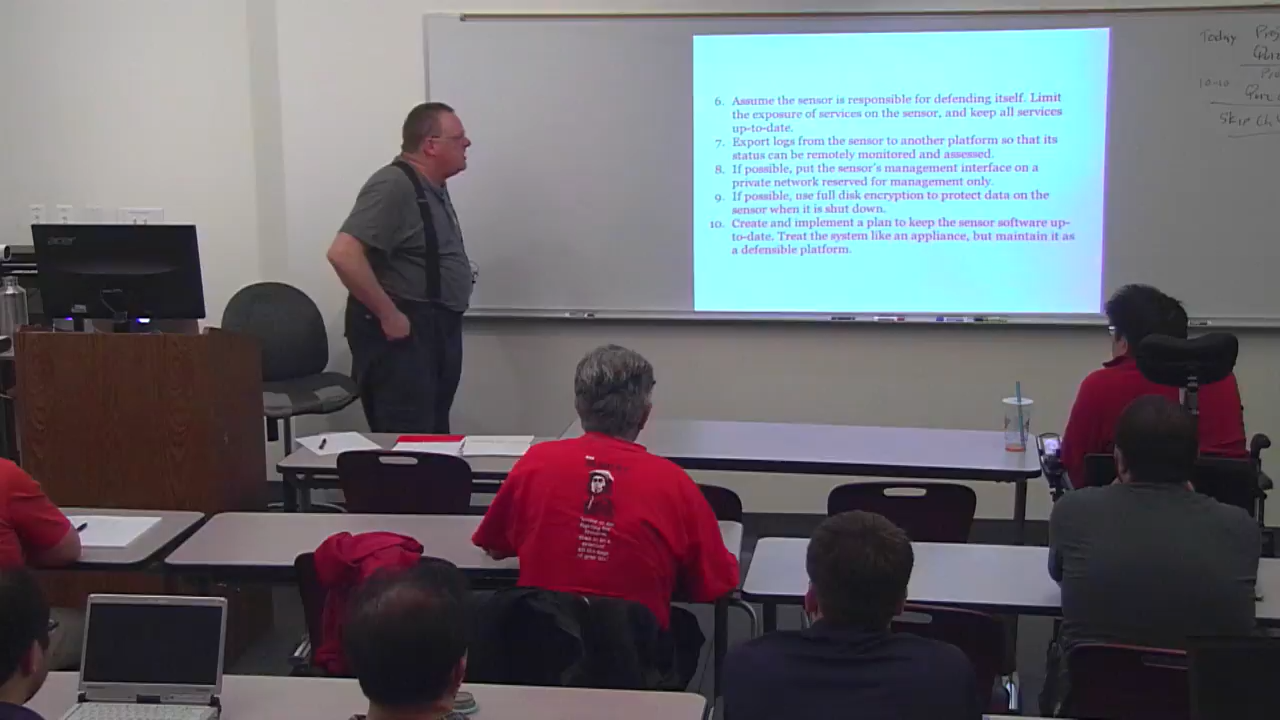 6. Assume the sensor is responsible for defending itself. Limit
the exposure of services on the sensor, and keep all services
up-to-date.
7. Export logs from the sensor to another platform so that its
status can be remotely monitored and assessed.
8. If possible, put the sensor's management interface on a
private network reserved for management only.
9. If possible, use full disk encryption to protect data on the
sensor when it is shut down.
10. Create and implement a plan to keep the sensor software up-
to-date. Treat the system like an appliance, but maintain it as
a defensible platform.
Today
10-10
Skip Ch
acer